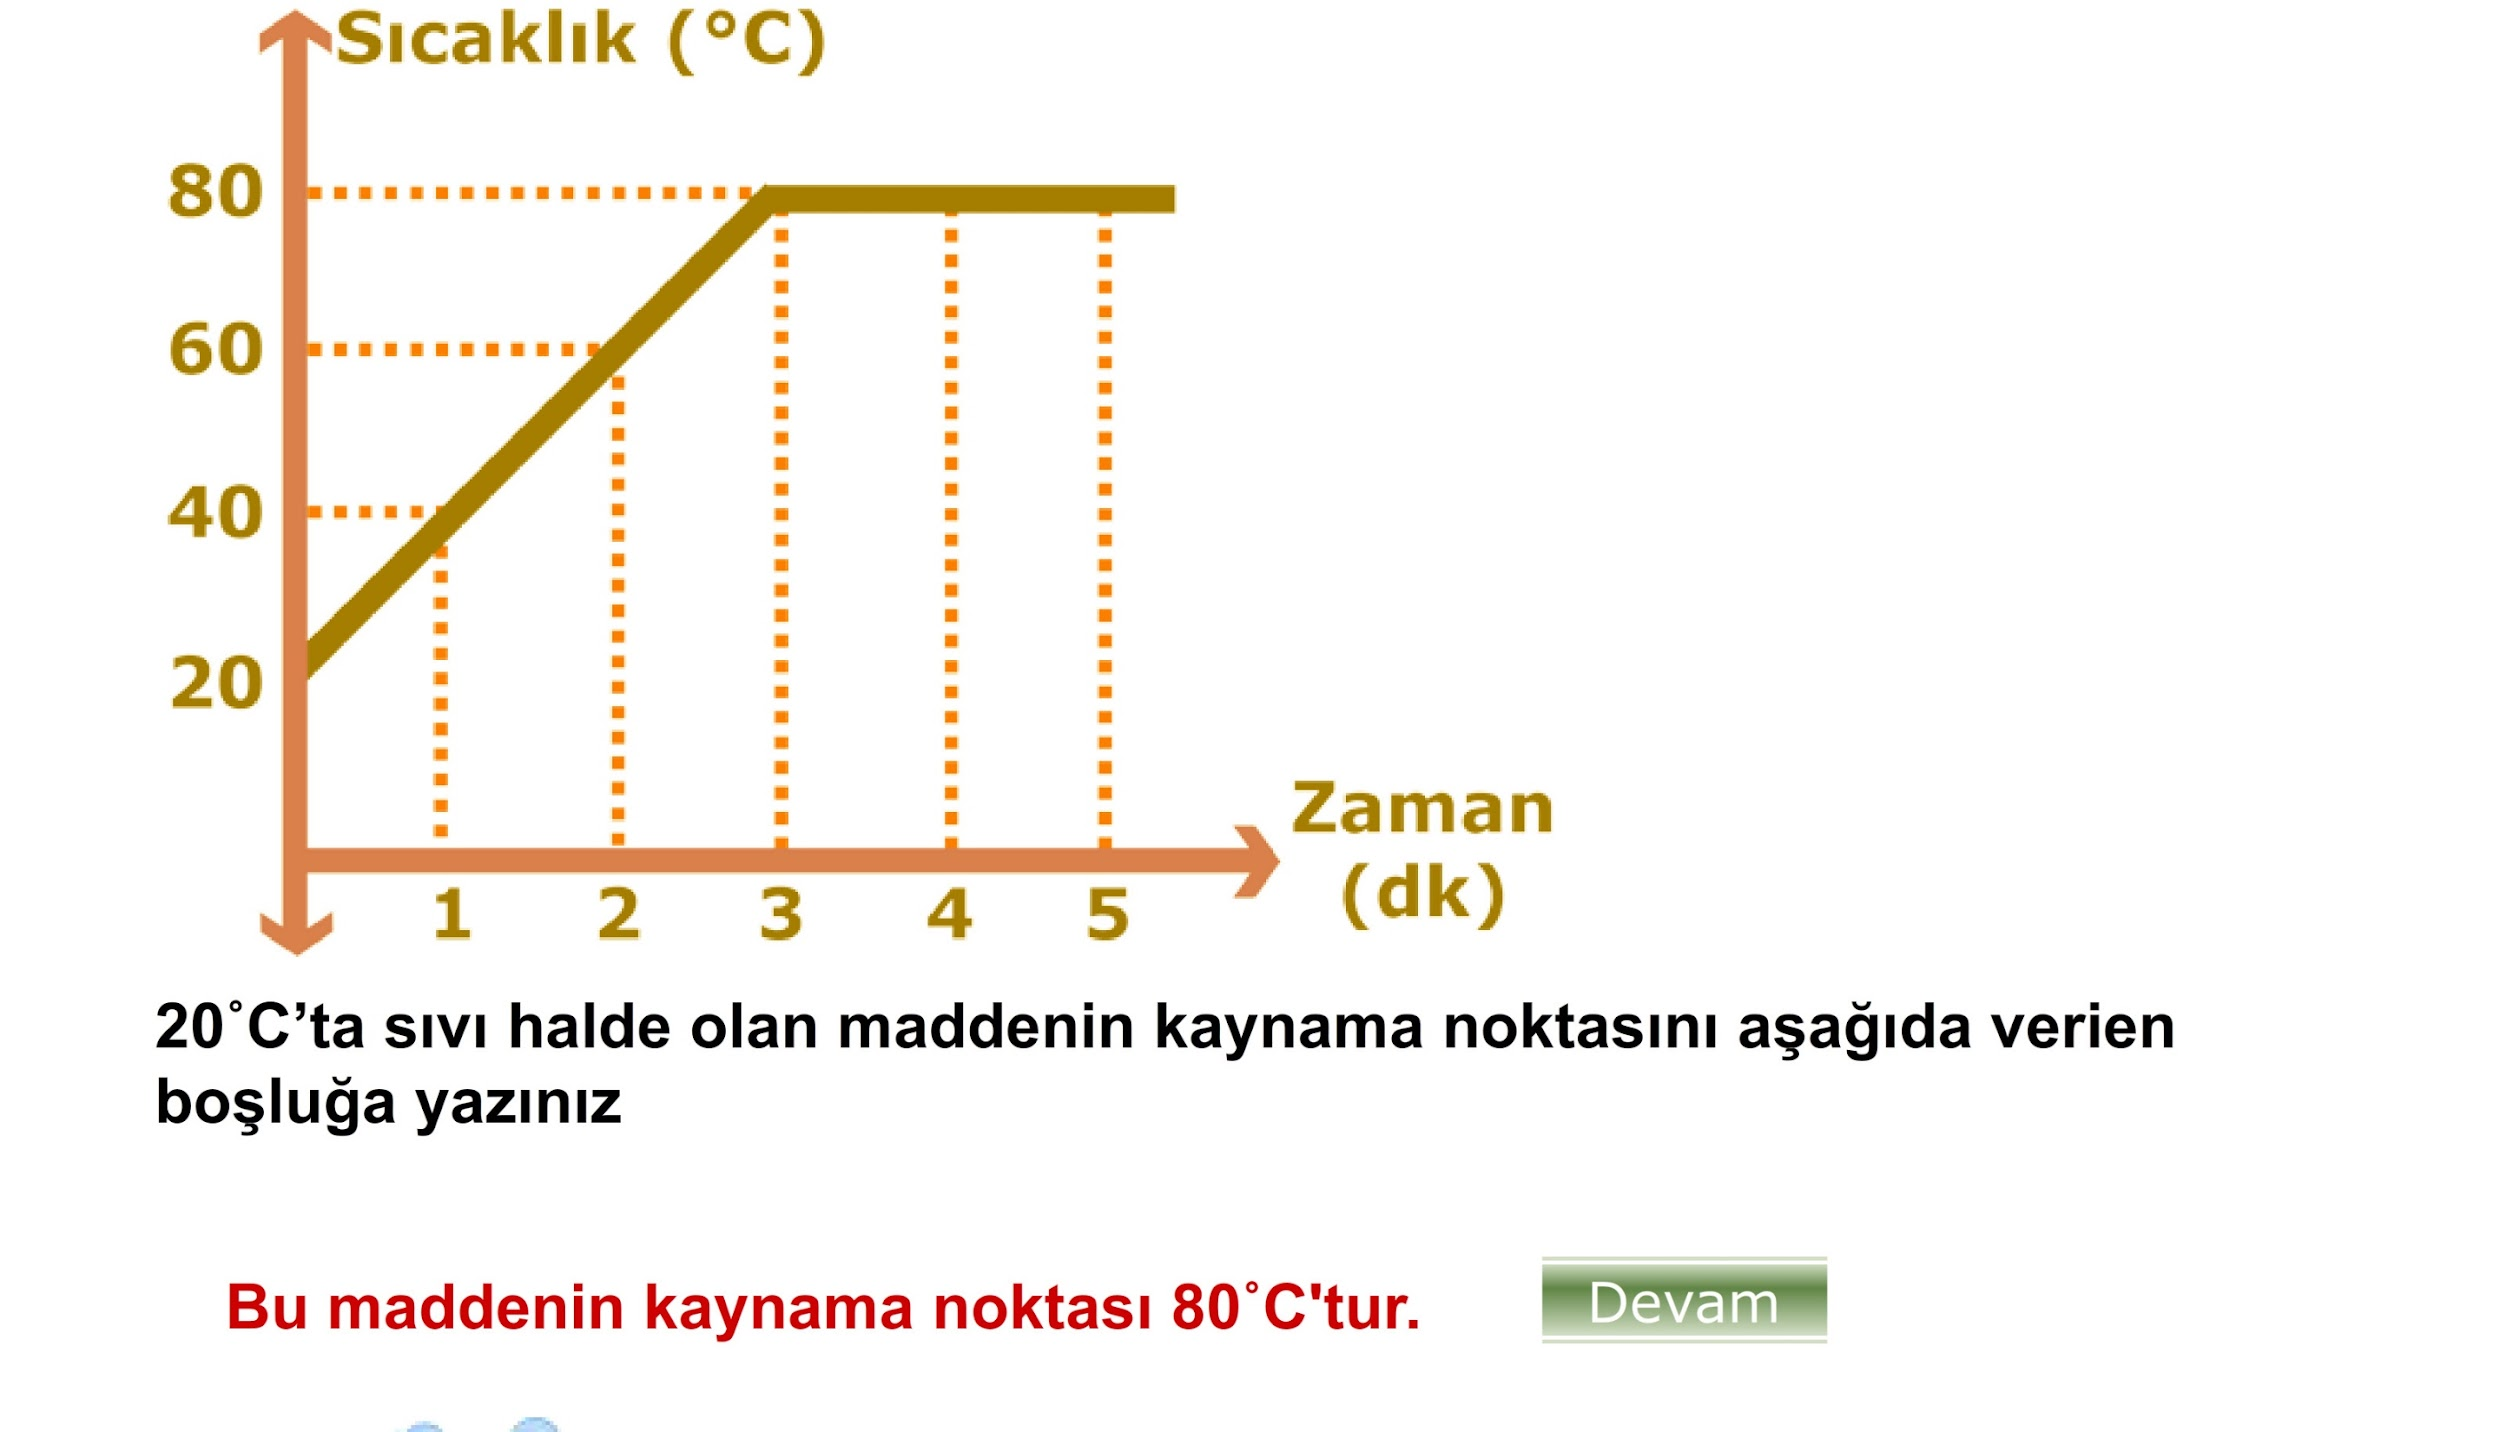 Sıcaklık (°C)
80
60
40
20
Zaman
(dk)
1 2 3 4 5
20°C’ta sıvı halde olan maddenin kaynama noktasını aşağıda verien
boşluğa yazınız
Bu maddenin kaynama noktası 80°C'tur.
Devam